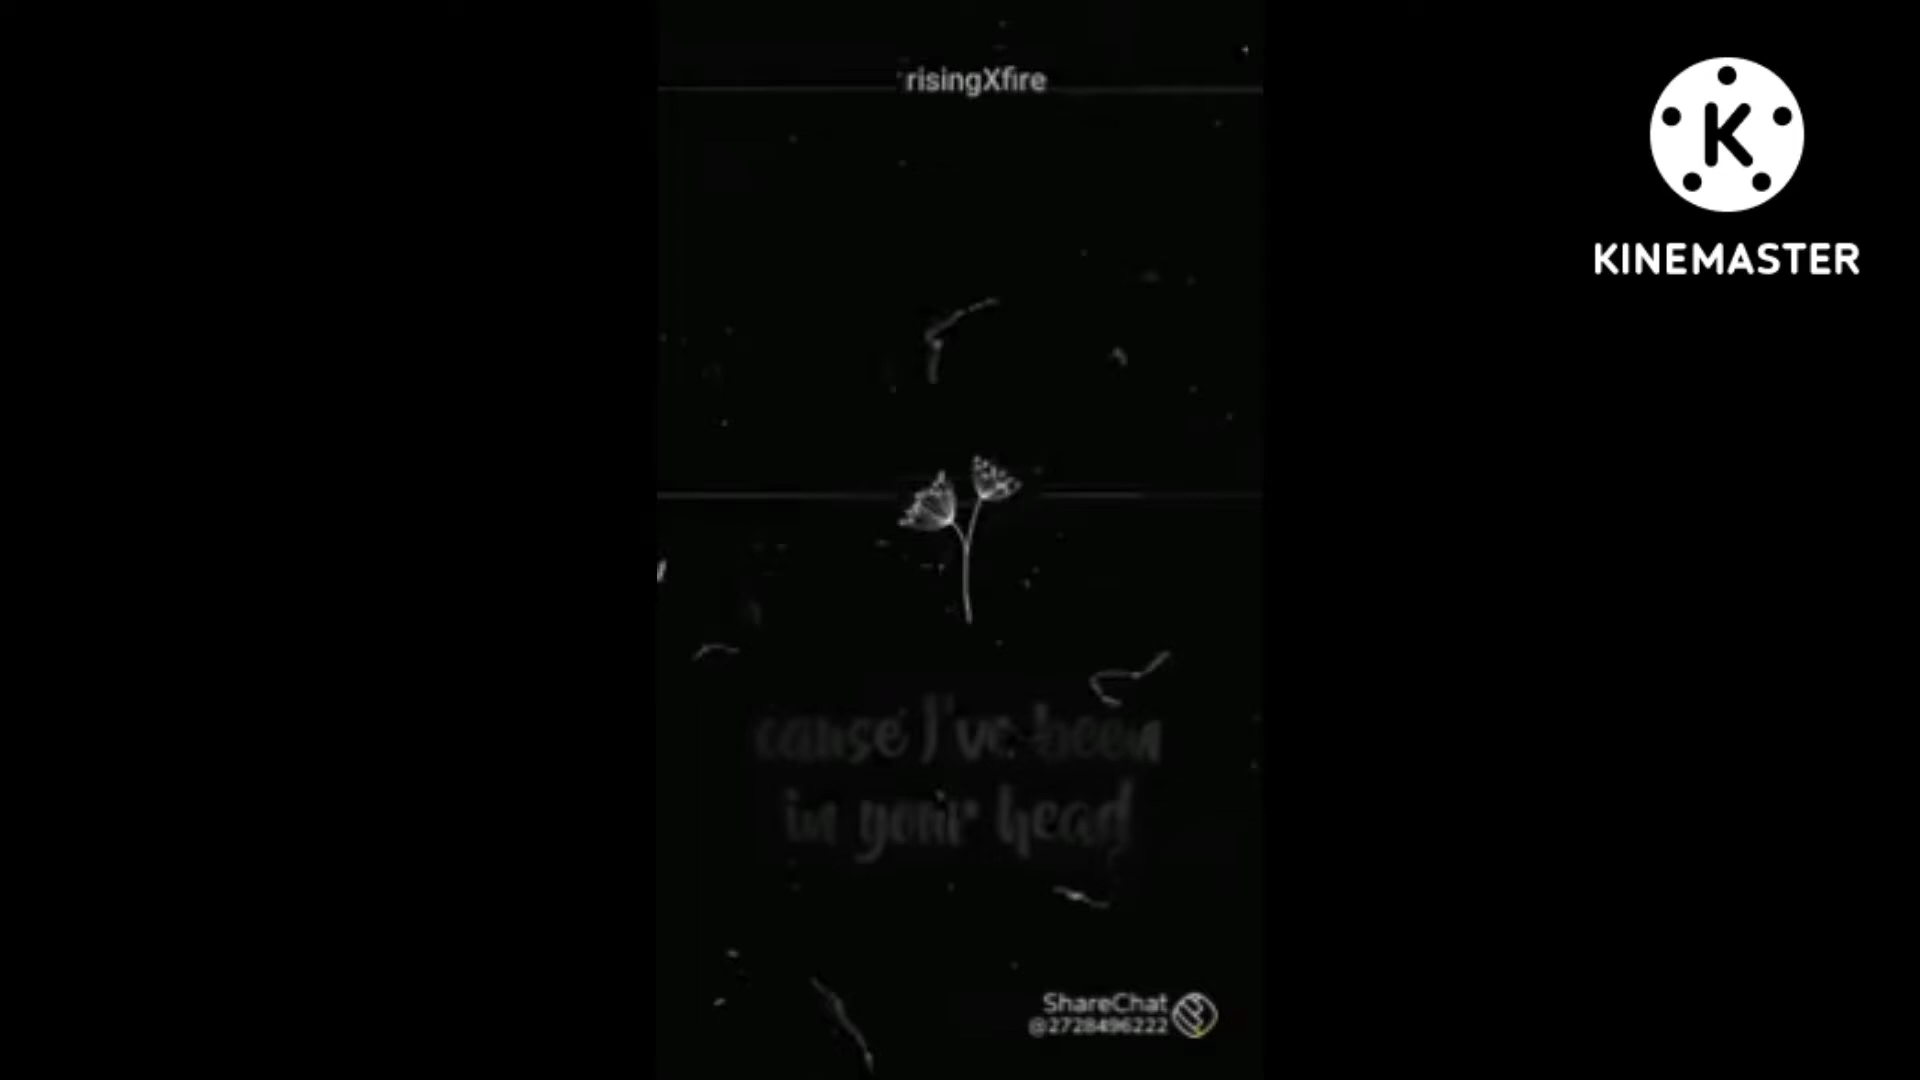 risingXfire
K
KINEMASTER
cause I've been
in your head
ShareChat
@2728496222